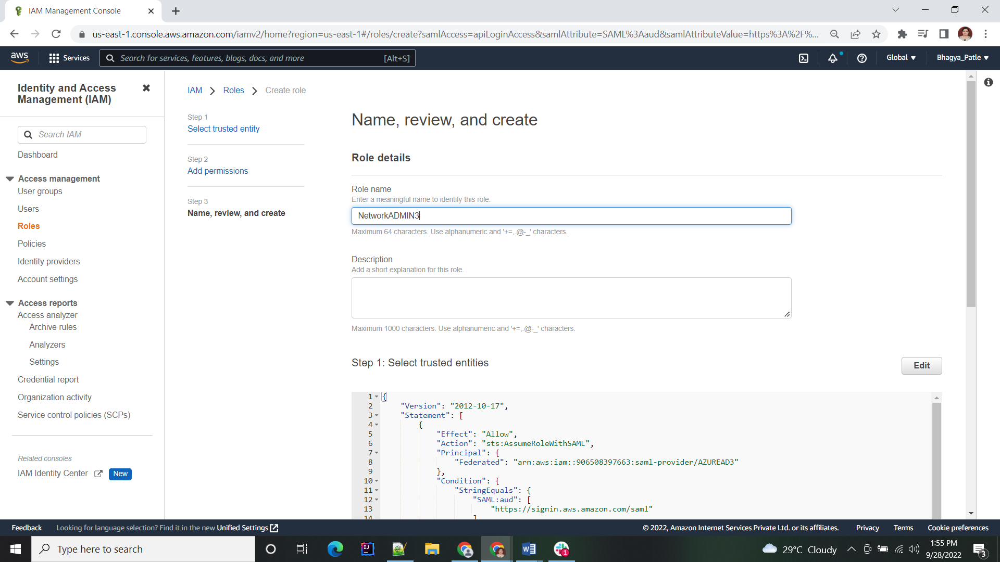 IAM Management Console
us-east-1.console.aws.amazon.com/iamv2/home?region=us-east-1#/roles/create?samlAccess=apiLoginAccess&samlAttribute=SAML%3Aaud&samlAttributeValue=https%3A%2F%...
aws
Services
Search for services, features, blogs, docs, and more
[Alt+S]
Global
Bhagya_Patle
Identity and Access
Management (IAM)
Search IAM
Dashboard
Access management
User groups
Users
Roles
Policies
Identity providers
Account settings
Access reports
Access analyzer
Archive rules
Analyzers
Settings
Credential report
Organization activity
Service control policies (SCPs)
Related consoles
IAM Identity Center
New
IAM
Roles
Create role
Step 1
Select trusted entity
Step 2
Add permissions
Step 3
Name, review, and create
Name, review, and create
Role details
Role name
Enter a meaningful name to identify this role.
NetworkADMIN3
Maximum 64 characters. Use alphanumeric and '+=,.@-_' characters.
Description
Add a short explanation for this role.
Maximum 1000 characters. Use alphanumeric and '+=,.@-_' characters.
Step 1: Select trusted entities
Edit
1 {
2 "Version": "2012-10-17",
3 "Statement": [
4 {
5 "Effect": "Allow",
6 "Action": "sts:AssumeRoleWithSAML",
7 "Principal": {
8 "Federated": "arn:aws:iam::906508397663:saml-provider/AZUREAD3"
9 },
10 "Condition": {
11 "StringEquals": {
12 "SAML:aud": [
13 "https://signin.aws.amazon.com/saml"
14 ]
Feedback
Looking for language selection? Find it in the new Unified Settings
© 2022, Amazon Internet Services Private Ltd. or its affiliates.
Privacy
Terms
Cookie preferences
Type here to search
IJ
1
29°C Cloudy
1:55 PM
9/28/2022
3